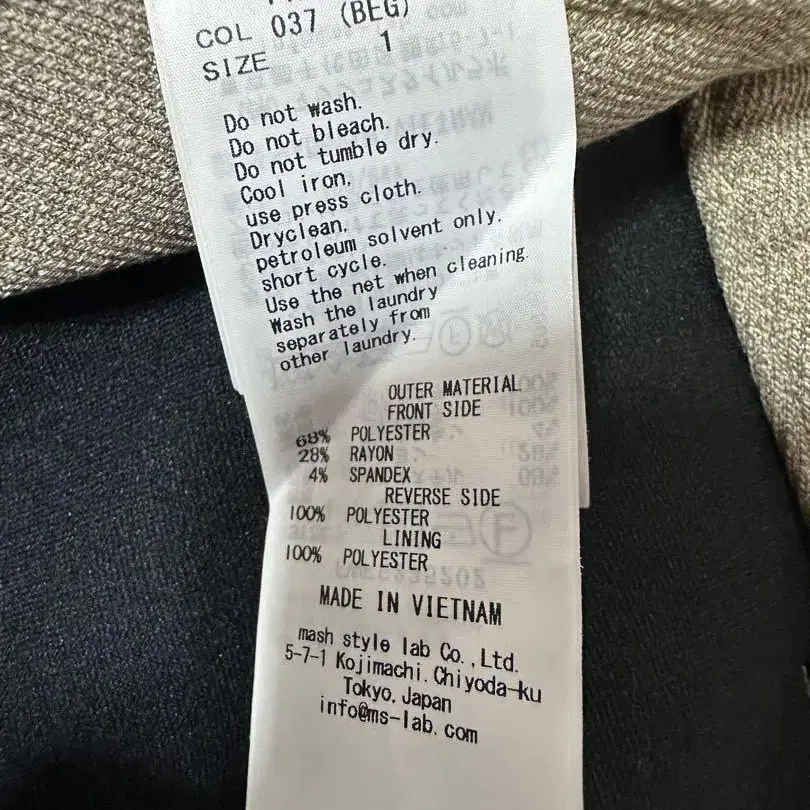 COL 037 (BEG)
SIZE 1
Do not wash.
Do not bleach.
Do not tumble dry.
Cool iron,
use press cloth.
Dryclean,
petroleum solvent only,
short cycle.
Use the net when cleaning.
Wash the laundry
separately from
other laundry.
OUTER MATERIAL
FRONT SIDE
68% POLYESTER
28% RAYON
4% SPANDEX
REVERSE SIDE
100% POLYESTER
LINING
100% POLYESTER
MADE IN VIETNAM
mash style lab Co.,Ltd.
5-7-1 Kojimachi.Chiyoda-ku
Tokyo,Japan
info@ms-lab.com